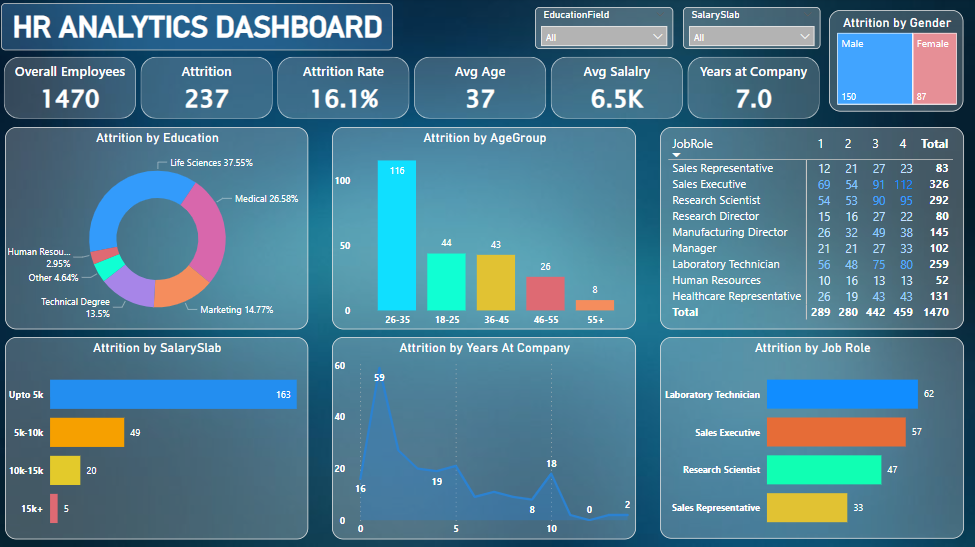 HR ANALYTICS DASHBOARD
EducationField
All
SalarySlab
All
Attrition by Gender
Male
Female
150
87
Overall Employees
1470
Attrition
237
Attrition Rate
16.1%
Avg Age
37
Avg Salalry
6.5K
Years at Company
7.0
Attrition by Education
Life Sciences 37.55%
Medical 26.58%
Human Resou...
2.95%
Other 4.64%
Technical Degree
13.5%
Marketing 14.77%
Attrition by AgeGroup
100
50
0
116
44
43
26
8
26-35 18-25 36-45 46-55 55+
JobRole 1 2 3 4 Total
Sales Representative 12 21 27 23 83
Sales Executive 69 54 91 112 326
Research Scientist 54 53 90 95 292
Research Director 15 16 27 22 80
Manufacturing Director 26 32 49 38 145
Manager 21 21 27 33 102
Laboratory Technician 56 48 75 80 259
Human Resources 10 16 13 13 52
Healthcare Representative 26 19 43 43 131
Total 289 280 442 459 1470
Attrition by SalarySlab
Upto 5k 163
5k-10k 49
10k-15k 20
15k+ 5
Attrition by Years At Company
60
40
20
0
59
16
19
8
18
0
2
0 5 10
Attrition by Job Role
Laboratory Technician 62
Sales Executive 57
Research Scientist 47
Sales Representative 33